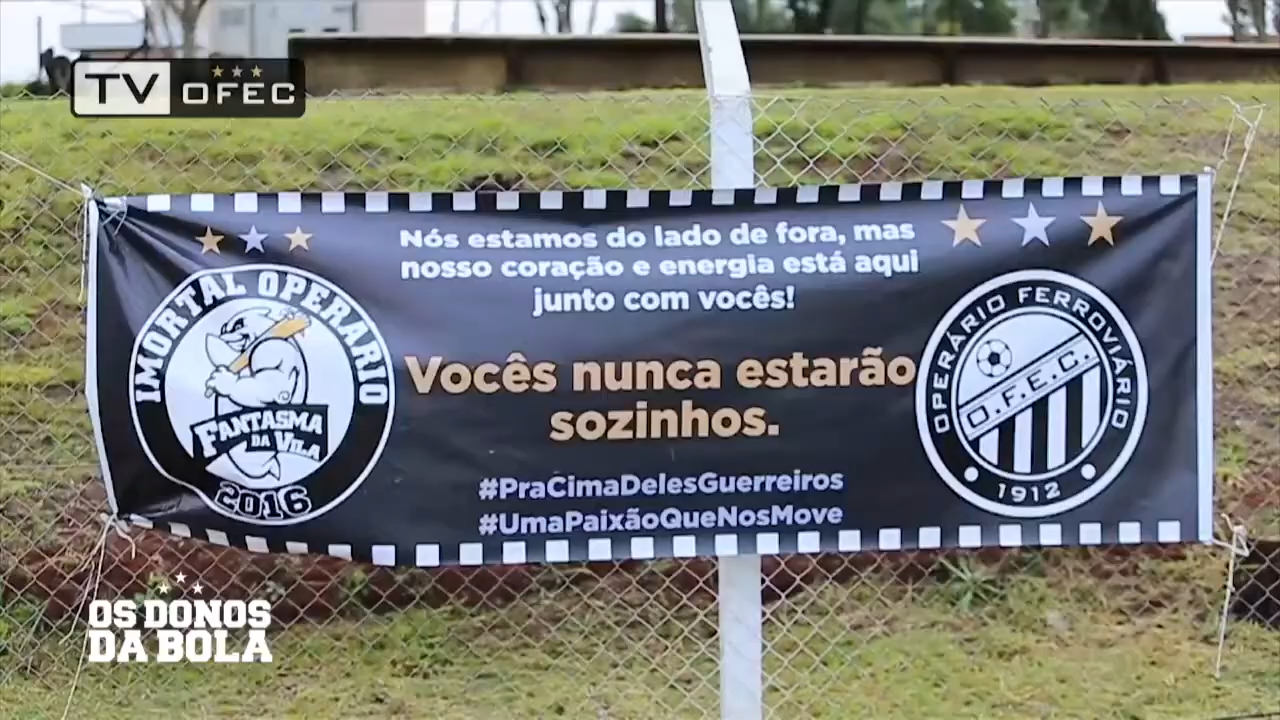 TV OFEC
Nós estamos do lado de fora, mas
nosso coração e energia está aqui
junto com vocês!
Vocês nunca estarão
sozinhos.
#PraCimaDelesGuerreiros
#UmaPaixãoQueNosMove
IMORTAL OPERÁRIO
FANTASMA
DA VILA
2016
OPERÁRIO FERROVIÁRIO
O.F.E.C.
1912
OS DONOS
DA BOLA